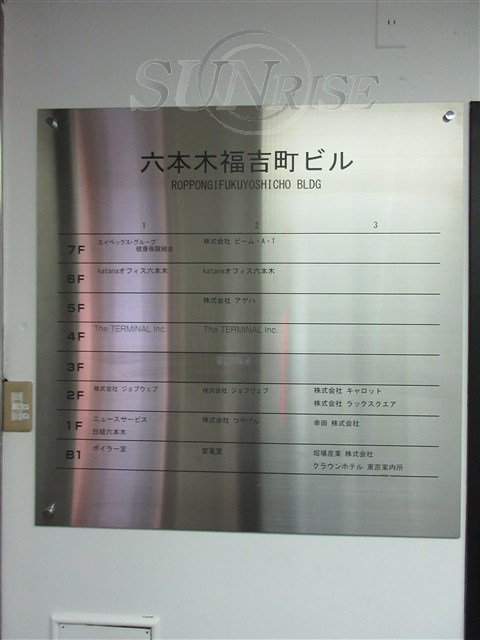 SUNRISE
六本木福吉町ビル
ROPPONGIFUKUYOSHICHO BLDG
1 2 3
7F エイベックス・グループ 健康保険組合 株式会社 ビーム・A・T
6F katanaオフィス六本木 katanaオフィス六本木
5F 株式会社 アゲハ
4F The TERMINAL Inc. The TERMINAL Inc.
3F
2F 株式会社 ジョブウェブ 株式会社 ジョブウェブ 株式会社 キャロット
株式会社 ラックスクエア
1F ニュースサービス 株式会社 つやげん 幸田 株式会社
日経六本木
B1 ボイラー室 変電室 堀場産業 株式会社
クラウンホテル 東京案内所